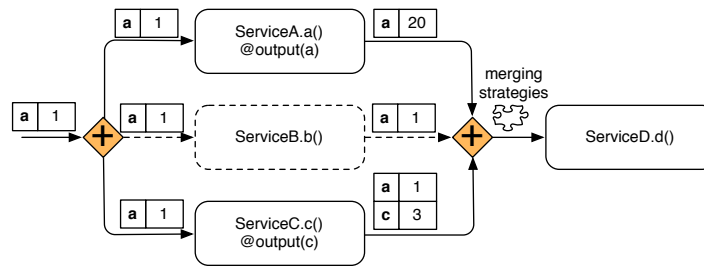 a 1
ServiceA.a()
@output(a)
a 20
merging
strategies
a 1
+
a 1
ServiceB.b()
a 1
+
ServiceD.d()
a 1
ServiceC.c()
@output(c)
a 1
c 3